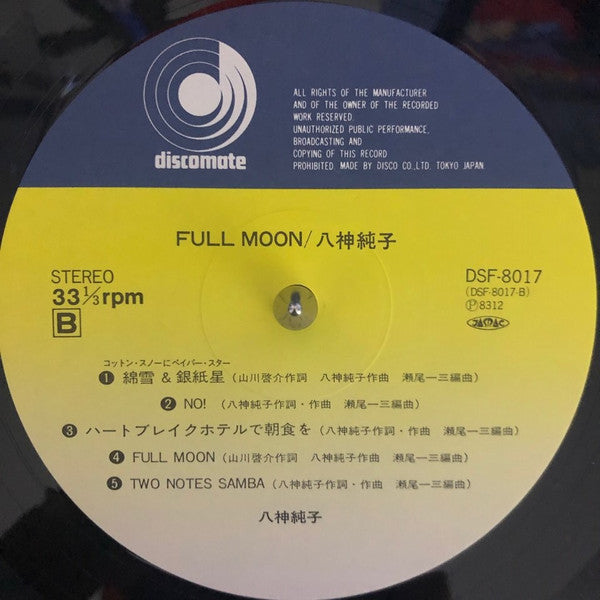 discomate
ALL RIGHTS OF THE MANUFACTURER
AND OF THE OWNER OF THE RECORDED
WORK RESERVED.
UNAUTHORIZED PUBLIC PERFORMANCE,
BROADCASTING AND
COPYING OF THIS RECORD
PROHIBITED. MADE BY DISCO CO., LTD. TOKYO JAPAN.
FULL MOON/八神純子
STEREO
33 1/3 rpm
B
DSF-8017
(DSF-8017-B)
Ⓟ8312
JASRAC
コットン・スノーにペイパー・スター
❶ 綿雪 & 銀紙星 (山川啓介作詞 八神純子作曲 瀬尾一三編曲)
❷ NO! (八神純子作詞・作曲 瀬尾一三編曲)
❸ ハートブレイクホテルで朝食を (八神純子作詞・作曲 瀬尾一三編曲)
❹ FULL MOON (山川啓介作詞 八神純子作曲 瀬尾一三編曲)
❺ TWO NOTES SAMBA (八神純子作詞・作曲 瀬尾一三編曲)
八神純子